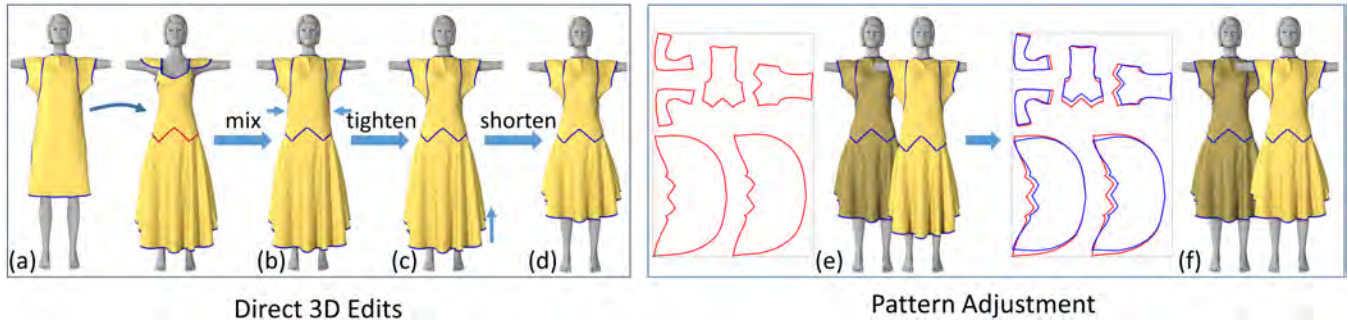 mix
tighten
shorten
(a)
(b)
(c)
(d)
(e)
(f)
Direct 3D Edits
Pattern Adjustment